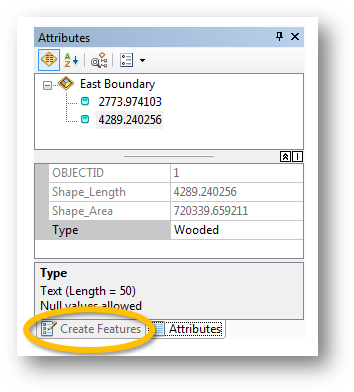 Attributes
East Boundary
2773.974103
4289.240256
OBJECTID 1
Shape_Length 4289.240256
Shape_Area 720339.659211
Type Wooded
Type
Text (Length = 50)
Null values allowed
Create Features Attributes